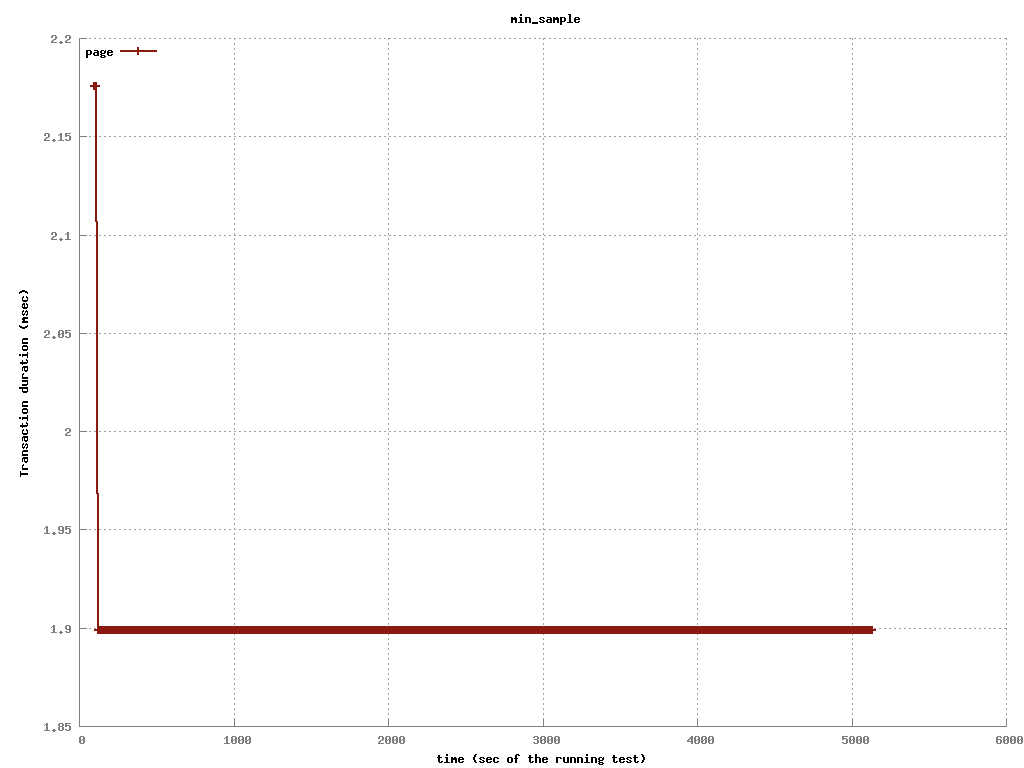 min_sample
2.2
page
2.15
2.1
2.05
2
1.95
1.9
1.85
Transaction duration (msec)
0 1000 2000 3000 4000 5000 6000
time (sec of the running test)